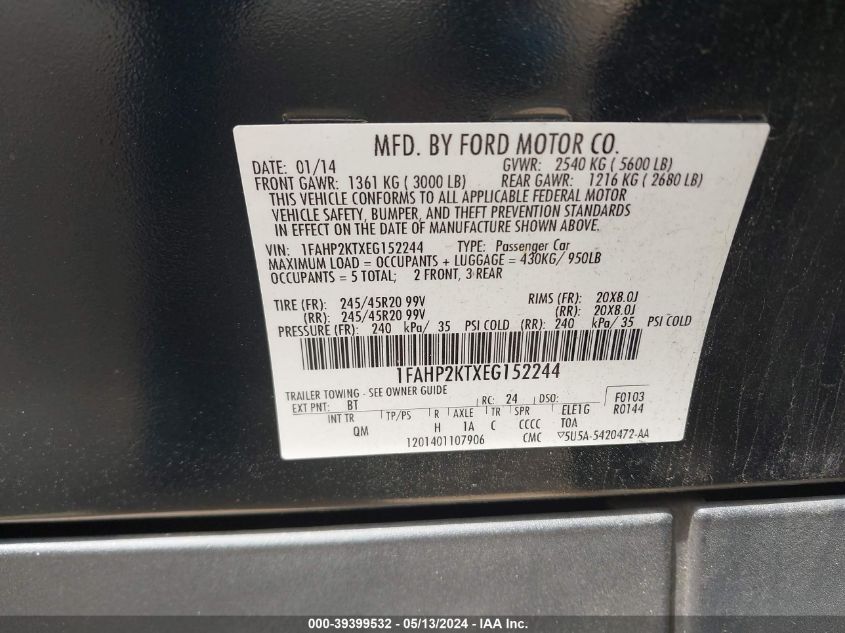 MFD. BY FORD MOTOR CO.
DATE: 01/14 GVWR: 2540 KG ( 5600 LB)
FRONT GAWR: 1361 KG ( 3000 LB) REAR GAWR: 1216 KG ( 2680 LB)
THIS VEHICLE CONFORMS TO ALL APPLICABLE FEDERAL MOTOR
VEHICLE SAFETY, BUMPER, AND THEFT PREVENTION STANDARDS
IN EFFECT ON THE DATE OF MANUFACTURE SHOWN ABOVE.
VIN: 1FAHP2KTXEG152244 TYPE: Passenger Car
MAXIMUM LOAD = OCCUPANTS + LUGGAGE = 430KG/ 950LB
OCCUPANTS = 5 TOTAL; 2 FRONT, 3 REAR
TIRE (FR): 245/45R20 99V RIMS (FR): 20X8.0J
(RR): 245/45R20 99V (RR): 20X8.0J
PRESSURE (FR): 240 kPa/ 35 PSI COLD (RR): 240 kPa/ 35 PSI COLD
1FAHP2KTXEG152244
TRAILER TOWING - SEE OWNER GUIDE
EXT PNT: BT RC: 24 DSO: F0103
INT TR TP/PS R AXLE TR SPR ELE1G R0144
QM H 1A C CCCC TOA
1201401107906 CMC ▽5U5A-5420472-AA
000-39399532 - 05/13/2024 - IAA Inc.